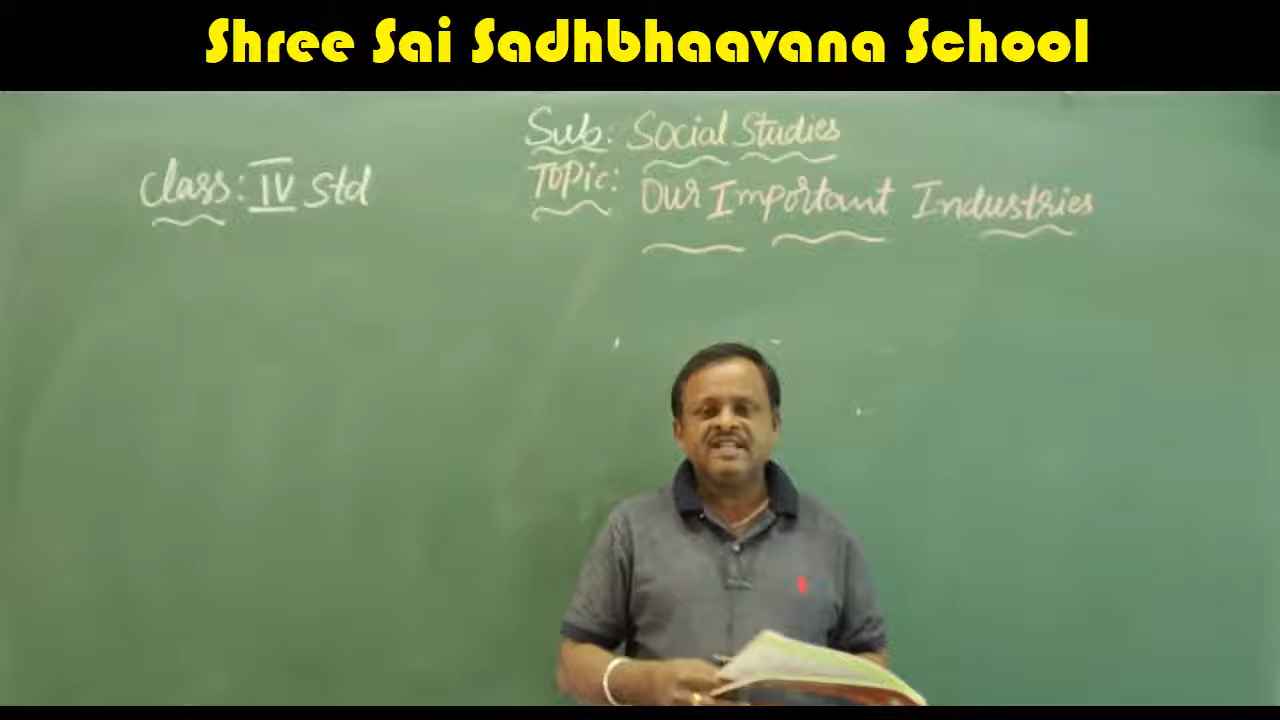 Shree Sai Sadhbhaavana School
Sub: Social Studies
Class: IV Std
Topic: Our Important Industries